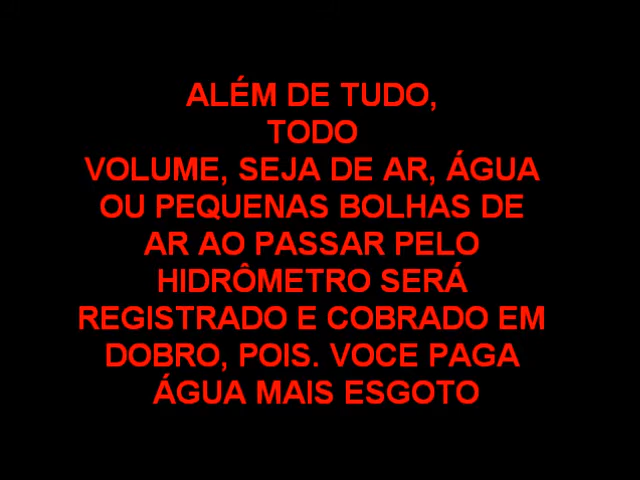 ALÉM DE TUDO,
TODO
VOLUME, SEJA DE AR, ÁGUA
OU PEQUENAS BOLHAS DE
AR AO PASSAR PELO
HIDRÔMETRO SERÁ
REGISTRADO E COBRADO EM
DOBRO, POIS. VOCE PAGA
ÁGUA MAIS ESGOTO